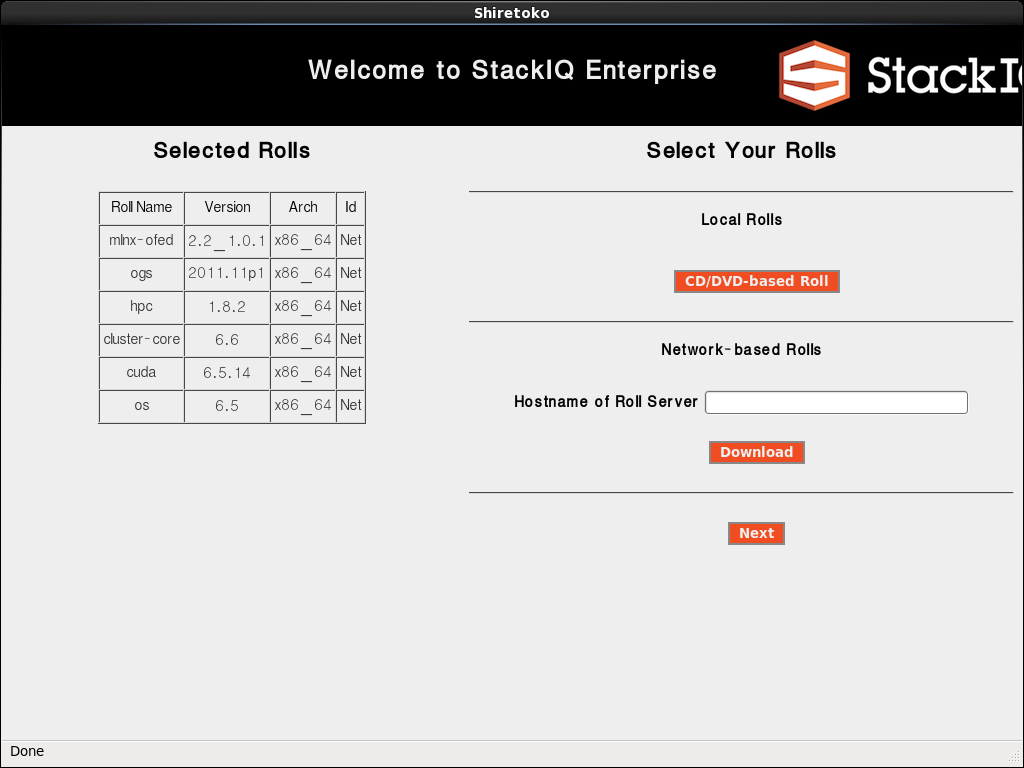 Shiretoko
Welcome to StackIQ Enterprise
StackI
Selected Rolls
Roll Name Version Arch Id
mlnx-ofed 2.2_1.0.1 x86_64 Net
ogs 2011.11p1 x86_64 Net
hpc 1.8.2 x86_64 Net
cluster-core 6.6 x86_64 Net
cuda 6.5.14 x86_64 Net
os 6.5 x86_64 Net
Select Your Rolls
Local Rolls
CD/DVD-based Roll
Network-based Rolls
Hostname of Roll Server
Download
Next
Done